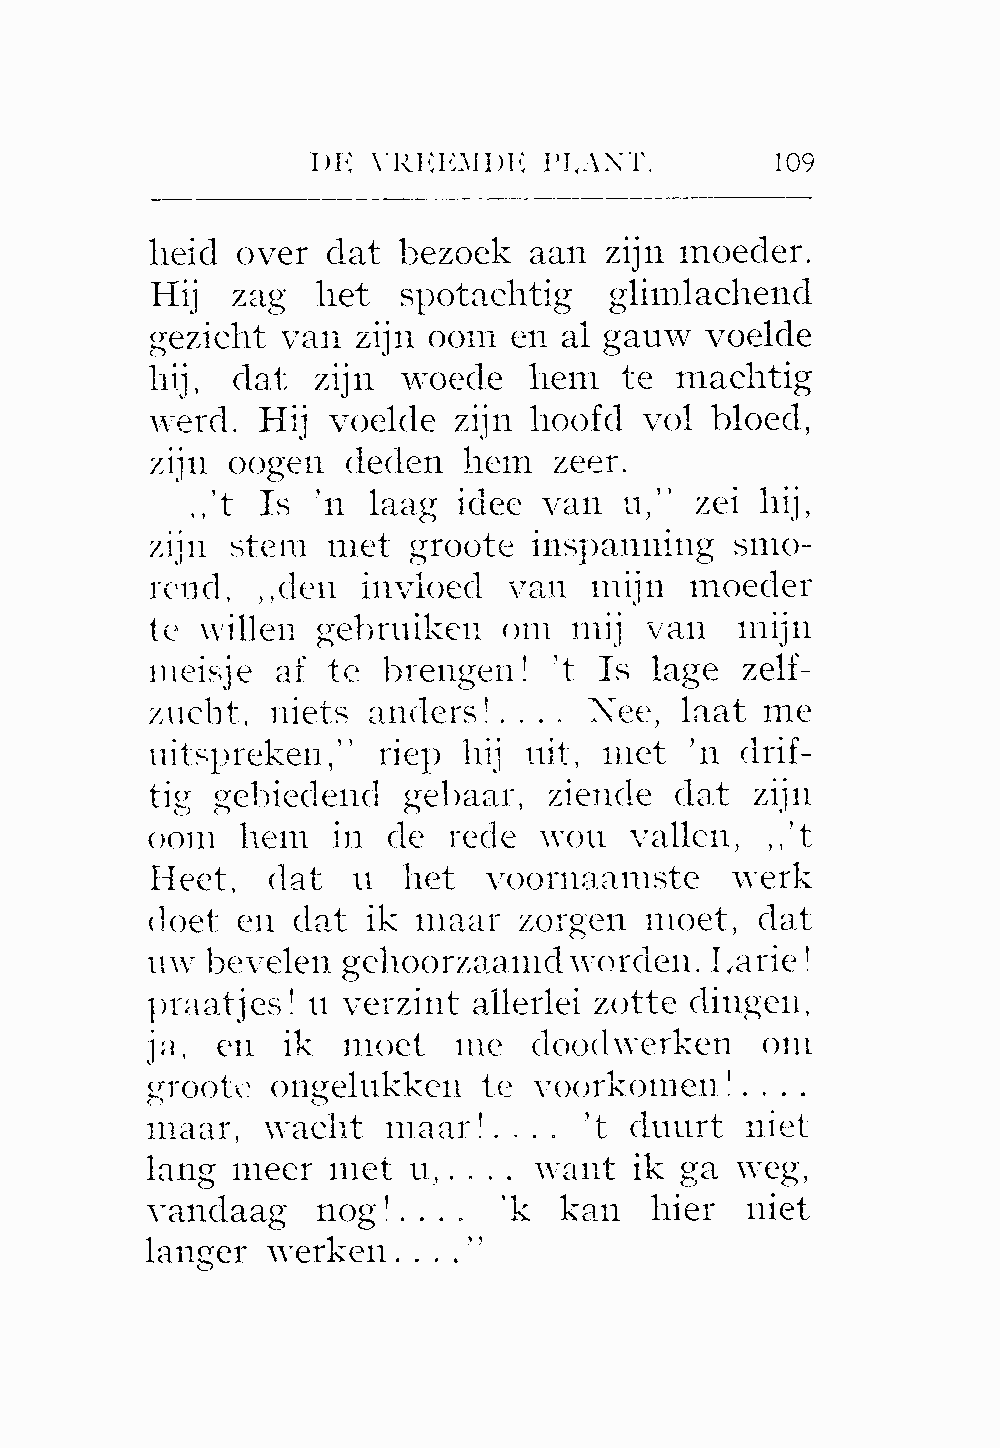 DE VREEMDE PLANT. 109
heid over dat bezoek aan zijn moeder.
Hij zag het spotachtig glimlachend
gezicht van zijn oom en al gauw voelde
hij, dat zijn woede hem te machtig
werd. Hij voelde zijn hoofd vol bloed,
zijn oogen deden hem zeer.
,,'t Is 'n laag idee van u,” zei hij,
zijn stem met groote inspanning smo-
rend, ,,den invloed van mijn moeder
te willen gebruiken om mij van mijn
meisje af te brengen! 't Is lage zelf-
zucht, niets anders!.... Nee, laat me
uitspreken,” riep hij uit, met 'n drif-
tig gebiedend gebaar, ziende dat zijn
oom hem in de rede wou vallen, ,,'t
Heet, dat u het voornaamste werk
doet en dat ik maar zorgen moet, dat
uw bevelen gehoorzaamd worden. Larie!
praatjes! u verzint allerlei zotte dingen,
ja, en ik moet me doodwerken om
groote ongelukken te voorkomen!....
maar, wacht maar!.... 't duurt niet
lang meer met u,.... want ik ga weg,
vandaag nog!.... 'k kan hier niet
langer werken....”